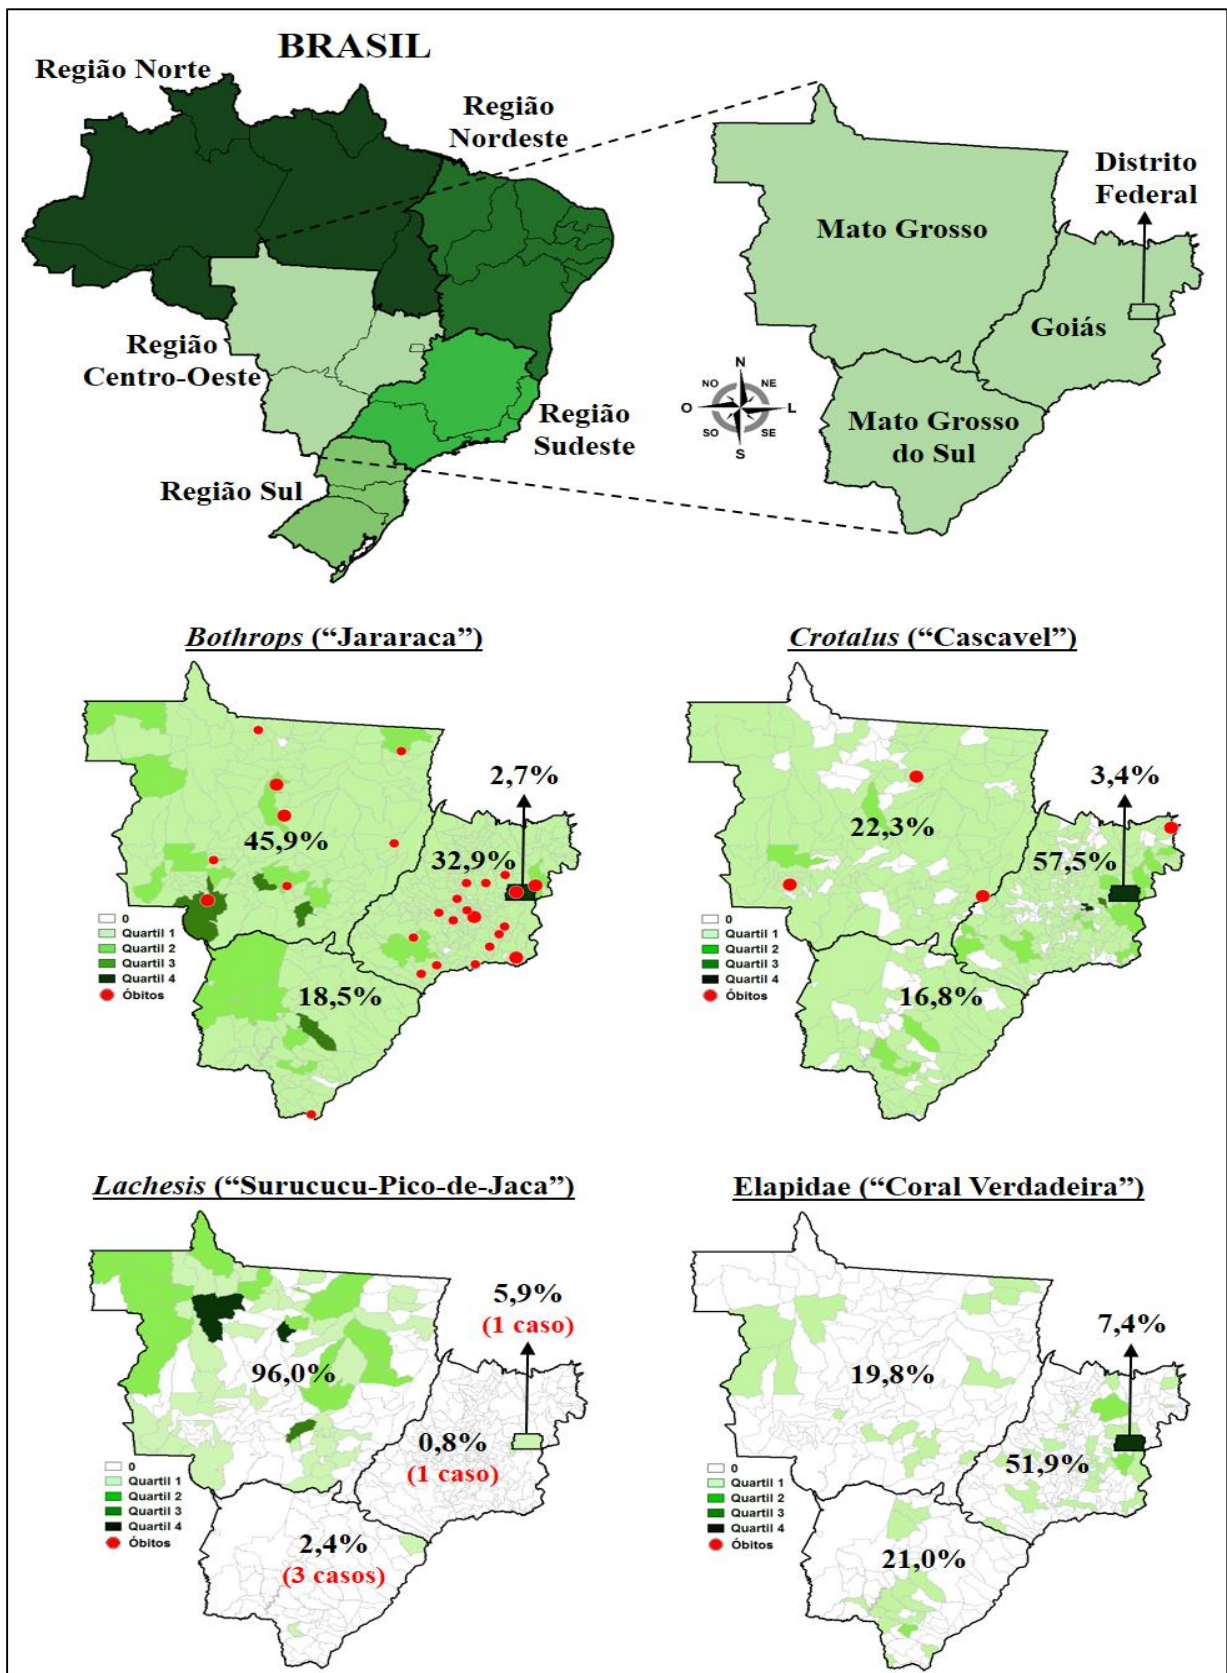 BRASIL
Região Norte
Região
Nordeste
Região
Centro-Oeste
Região
Sudeste
Região Sul
Distrito
Federal
Mato Grosso
Goiás
Mato Grosso
do Sul
N
NO
NE
O
L
SO
SE
S
Bothrops (“Jararaca”)
2,7%
45,9%
32,9%
18,5%
0
Quartil 1
Quartil 2
Quartil 3
Quartil 4
Óbitos
Crotalus (“Cascavel”)
3,4%
22,3%
57,5%
16,8%
0
Quartil 1
Quartil 2
Quartil 3
Quartil 4
Óbitos
Lachesis (“Surucucu-Pico-de-Jaca”)
5,9%
(1 caso)
96,0%
0,8%
(1 caso)
2,4%
(3 casos)
0
Quartil 1
Quartil 2
Quartil 3
Quartil 4
Óbitos
Elapidae (“Coral Verdadeira”)
7,4%
19,8%
51,9%
21,0%
0
Quartil 1
Quartil 2
Quartil 3
Quartil 4
Óbitos